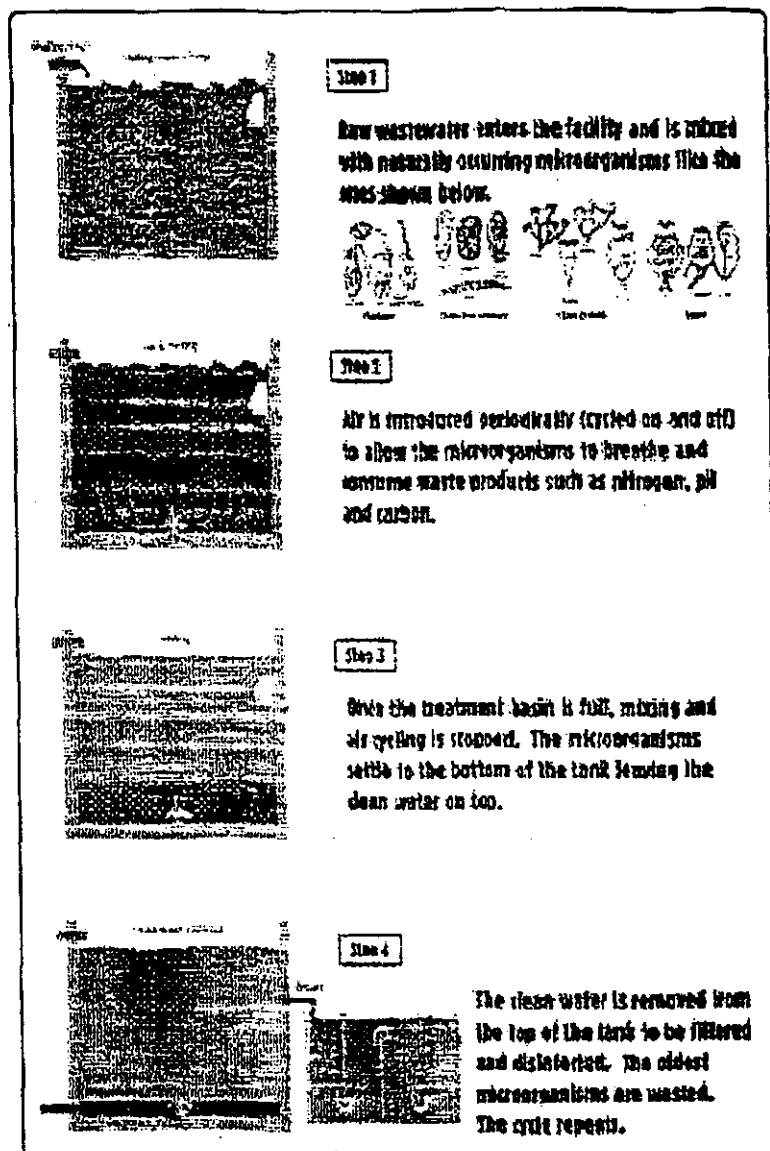 Step 1
Raw wastewater enters the facility and is mixed
with naturally occurring microorganisms like the
ones shown below.
Step 2
Air is introduced periodically (cycled on and off)
to allow the microorganisms to breathe and
consume waste products such as nitrogen, pH
and carbon.
Step 3
Once the treatment basin is full, mixing and
air cycling is stopped. The microorganisms
settle to the bottom of the tank leaving the
clean water on top.
Step 4
The clean water is removed from
the top of the tank to be filtered
and disinfected. The oldest
microorganisms are wasted.
The cycle repeats.